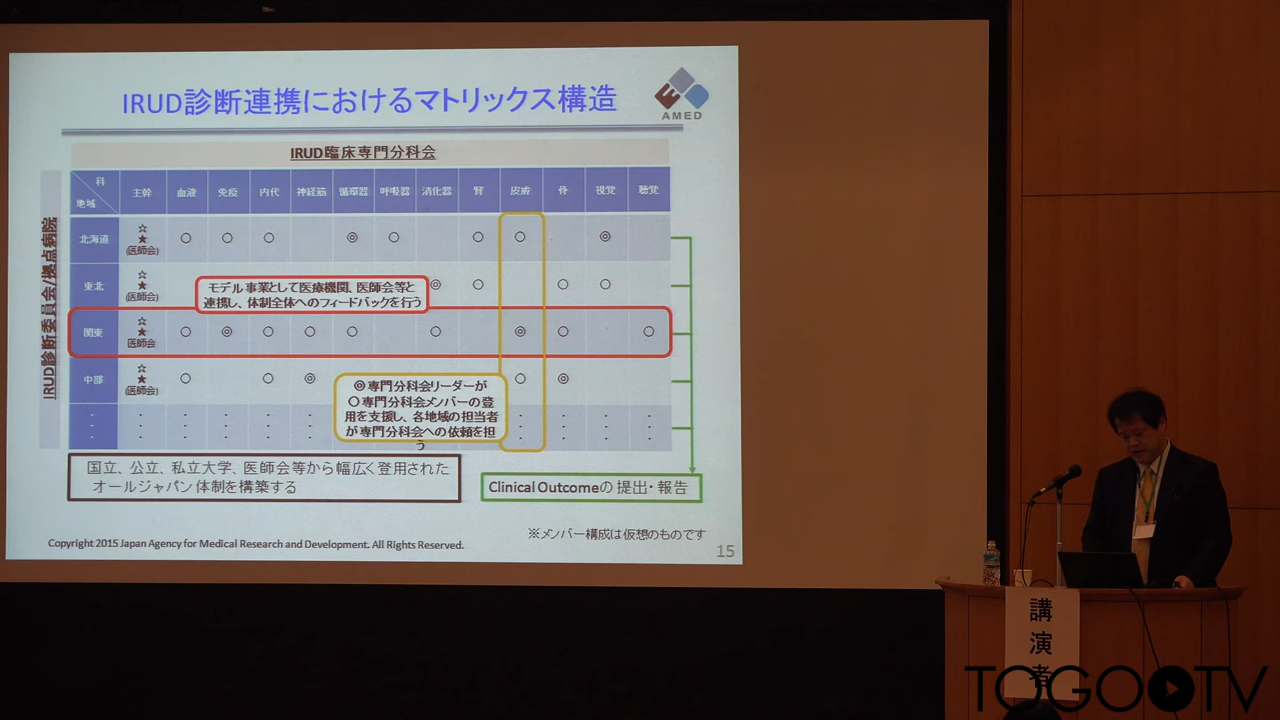 IRUD診断連携におけるマトリックス構造
AMED
IRUD臨床専門分科会
IRUD診断委員会/拠点病院
科
地域
主幹 血液 免疫 内代 神経筋 循環器 呼吸器 消化器 腎 皮膚 骨 視覚 聴覚
北海道 ☆ ★ (医師会) ○ ○ ○ ◎ ○ ○ ○ ◎
東北 ☆ ★ (医師会) ◎ ○ ○ ○
モデル事業として医療機関、医師会等と
連携し、体制全体へのフィードバックを行う
関東 ☆ ★ 医師会 ○ ◎ ○ ○ ○ ○ ◎ ○ ○
中部 ☆ ★ (医師会) ○ ○ ◎ ○ ◎
◎専門分科会リーダーが
○専門分科会メンバーの登
用を支援し、各地域の担当者
が専門分科会への依頼を担
う
国立、公立、私立大学、医師会等から幅広く登用された
オールジャパン体制を構築する
Clinical Outcomeの提出・報告
※メンバー構成は仮想のものです
Copyright 2015 Japan Agency for Medical Research and Development. All Rights Reserved.
15
講演者
TOGOTV